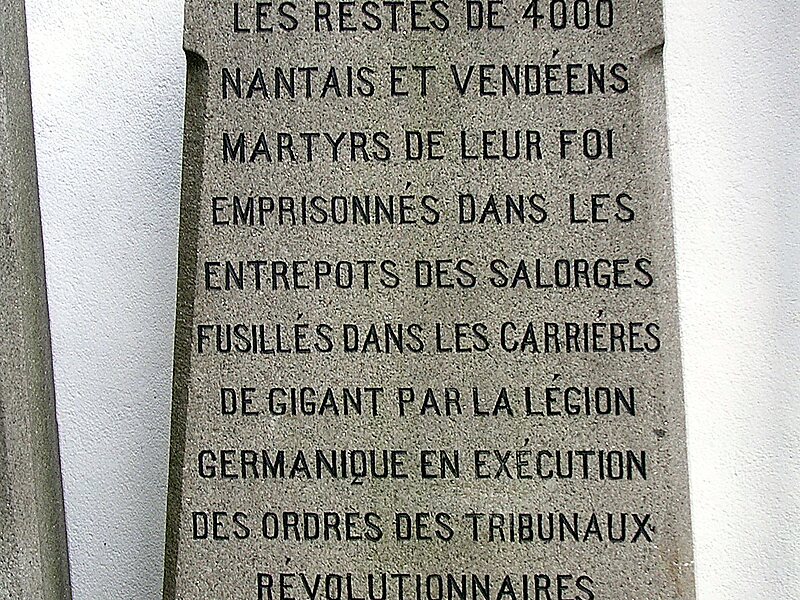 LES RESTES DE 4000
NANTAIS ET VENDÉENS
MARTYRS DE LEUR FOI
EMPRISONNÉS DANS LES
ENTREPOTS DES SALORGES
FUSILLÉS DANS LES CARRIÉRES
DE GIGANT PAR LA LÉGION
GERMANIQUE EN EXÉCUTION
DES ORDRES DES TRIBUNAUX
RÉVOLUTIONNAIRES